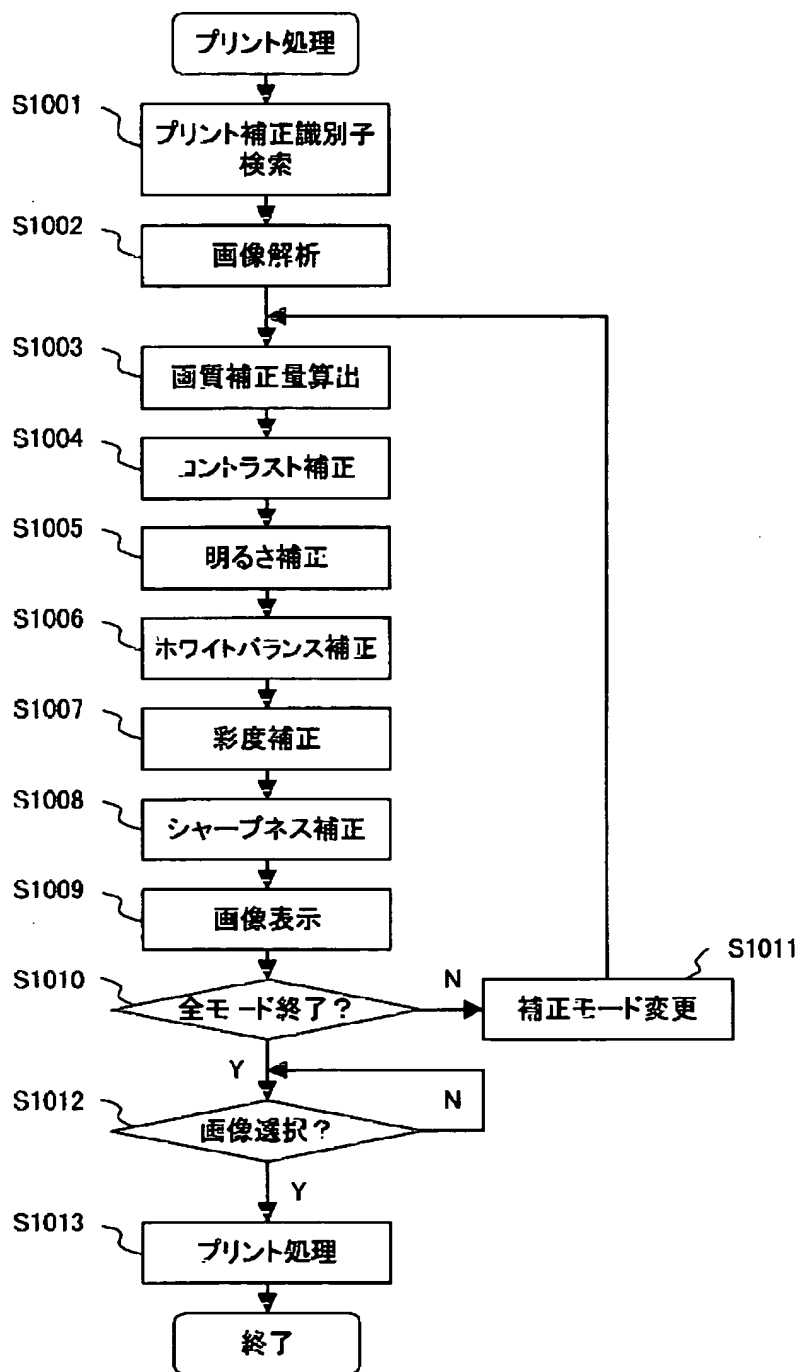 プリント処理
S1001
プリント補正識別子
検索
S1002
画像解析
S1003
画質補正量算出
S1004
コントラスト補正
S1005
明るさ補正
S1006
ホワイトバランス補正
S1007
彩度補正
S1008
シャープネス補正
S1009
画像表示
S1010
全モード終了？
N
S1011
補正モード変更
Y
S1012
画像選択？
N
Y
S1013
プリント処理
終了